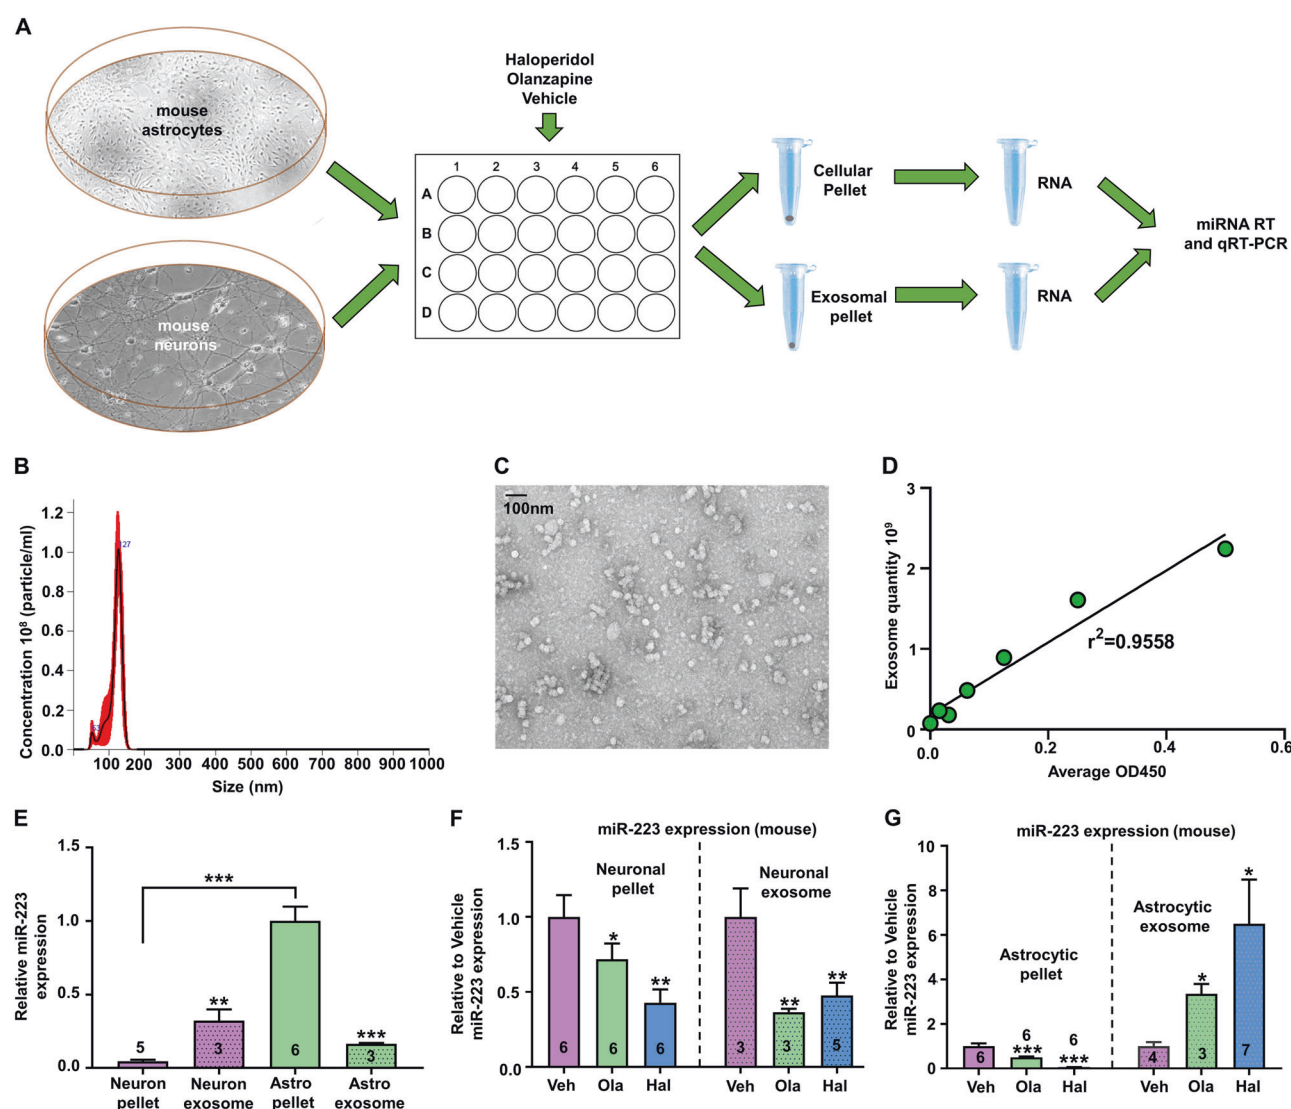 A
mouse
astrocytes
mouse
neurons
Haloperidol
Olanzapine
Vehicle
1 2 3 4 5 6
A
B
C
D
Cellular
Pellet
Exosomal
pellet
RNA
RNA
miRNA RT
and qRT-PCR
B
Concentration 10⁸ (particle/ml)
1.2
1.0
0.8
0.6
0.4
0.2
0.0
127
100 200 300 400 500 600 700 800 900 1000
Size (nm)
C
100nm
D
Exosome quantity 10⁹
3
2
1
0
r²=0.9558
0.0 0.2 0.4 0.6
Average OD450
E
Relative miR-223
expression
1.5
1.0
0.5
0.0
***
5
**
3
6
***
3
Neuron
pellet
Neuron
exosome
Astro
pellet
Astro
exosome
F
miR-223 expression (mouse)
Relative to Vehicle
miR-223 expression
1.5
1.0
0.5
0.0
Neuronal
pellet
Neuronal
exosome
*
**
**
**
6 6 6 3 3 5
Veh Ola Hal Veh Ola Hal
G
miR-223 expression (mouse)
Relative to Vehicle
miR-223 expression
10
8
6
4
2
0
Astrocytic
pellet
Astrocytic
exosome
6
***
6
***
*
*
6 4 3 7
Veh Ola Hal Veh Ola Hal